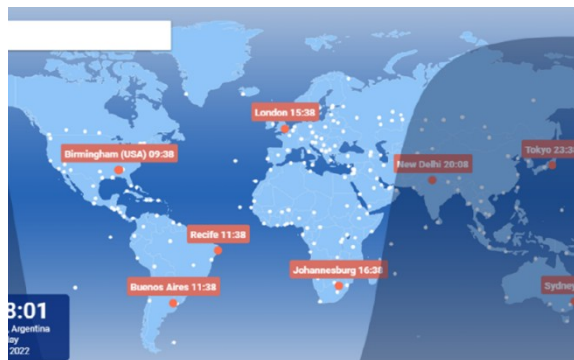 London 15:38
Birmingham (USA) 09:38
Tokyo 23:3
New Delhi 20:08
Recife 11:38
Johannesburg 16:38
Buenos Aires 11:38
Sydney
8:01
, Argentina
2022